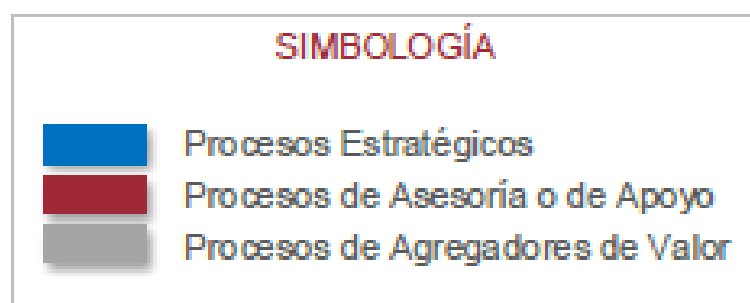 SIMBOLOGÍA
Procesos Estratégicos
Procesos de Asesoría o de Apoyo
Procesos de Agregadores de Valor